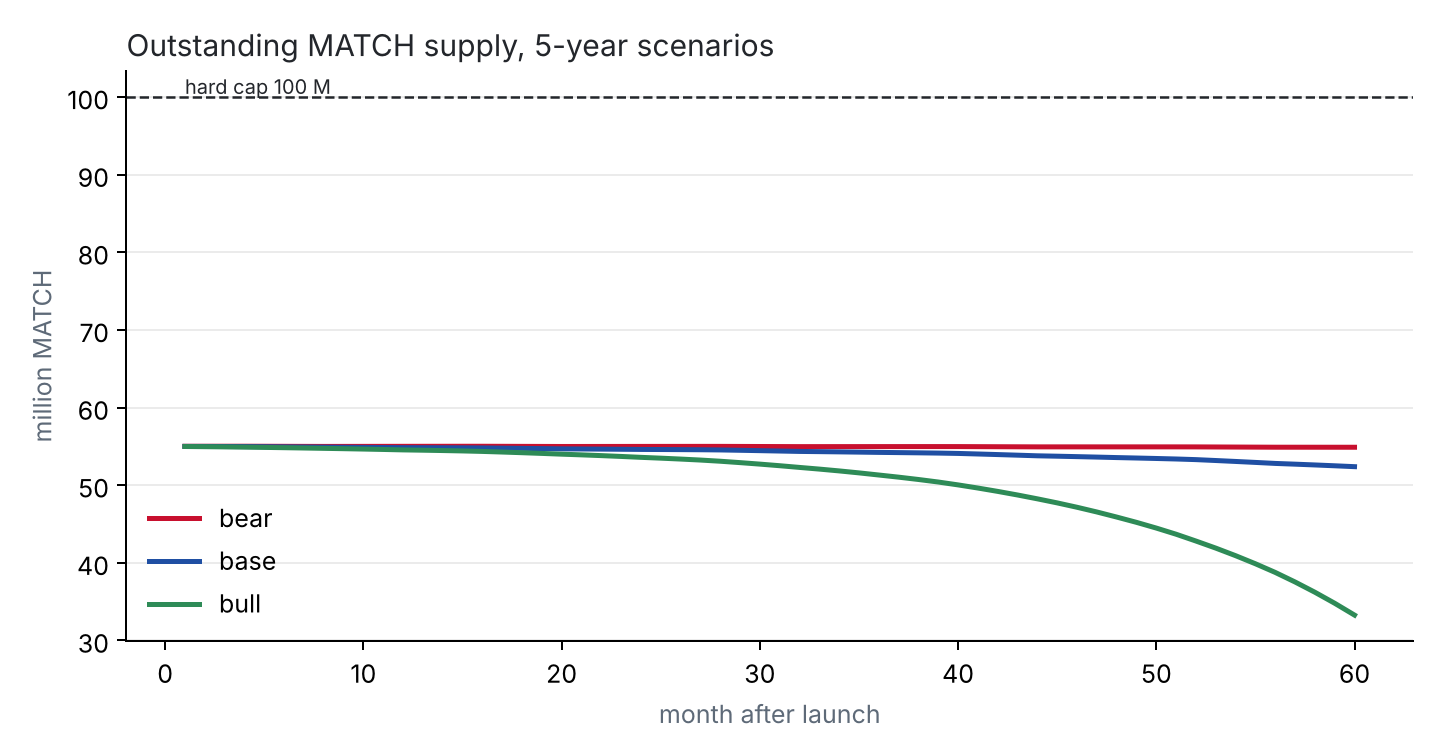 Outstanding MATCH supply, 5-year scenarios
hard cap 100 M
100
90
80
70
60
50
40
30
million MATCH
bear
base
bull
0 10 20 30 40 50 60
month after launch